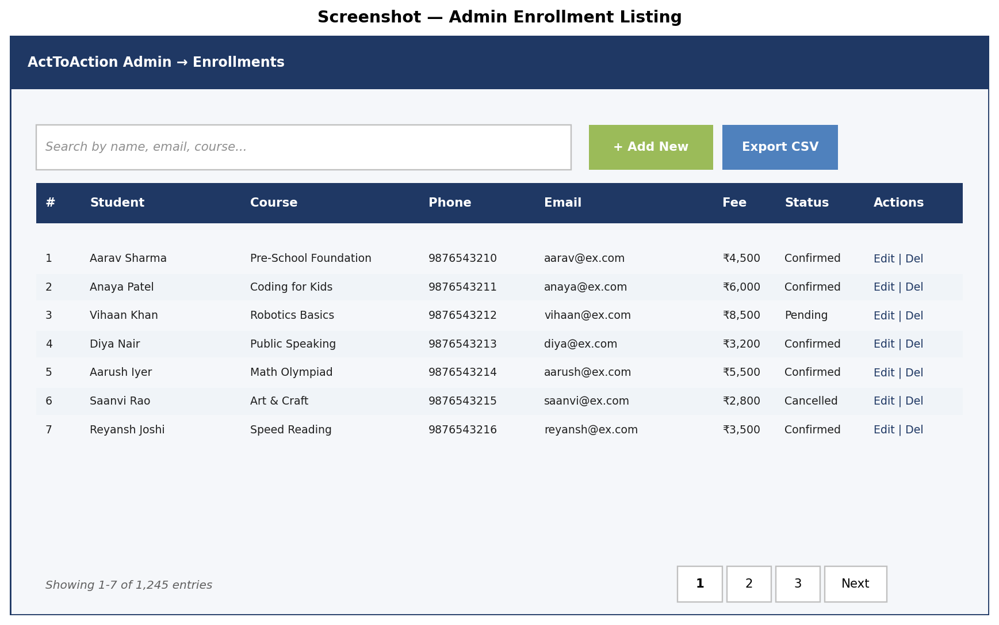 Screenshot — Admin Enrollment Listing
ActToAction Admin → Enrollments
Search by name, email, course... + Add New Export CSV
# Student Course Phone Email Fee Status Actions
1 Aarav Sharma Pre-School Foundation 9876543210 aarav@ex.com ₹4,500 Confirmed Edit | Del
2 Anaya Patel Coding for Kids 9876543211 anaya@ex.com ₹6,000 Confirmed Edit | Del
3 Vihaan Khan Robotics Basics 9876543212 vihaan@ex.com ₹8,500 Pending Edit | Del
4 Diya Nair Public Speaking 9876543213 diya@ex.com ₹3,200 Confirmed Edit | Del
5 Aarush Iyer Math Olympiad 9876543214 aarush@ex.com ₹5,500 Confirmed Edit | Del
6 Saanvi Rao Art & Craft 9876543215 saanvi@ex.com ₹2,800 Cancelled Edit | Del
7 Reyansh Joshi Speed Reading 9876543216 reyansh@ex.com ₹3,500 Confirmed Edit | Del
Showing 1-7 of 1,245 entries 1 2 3 Next